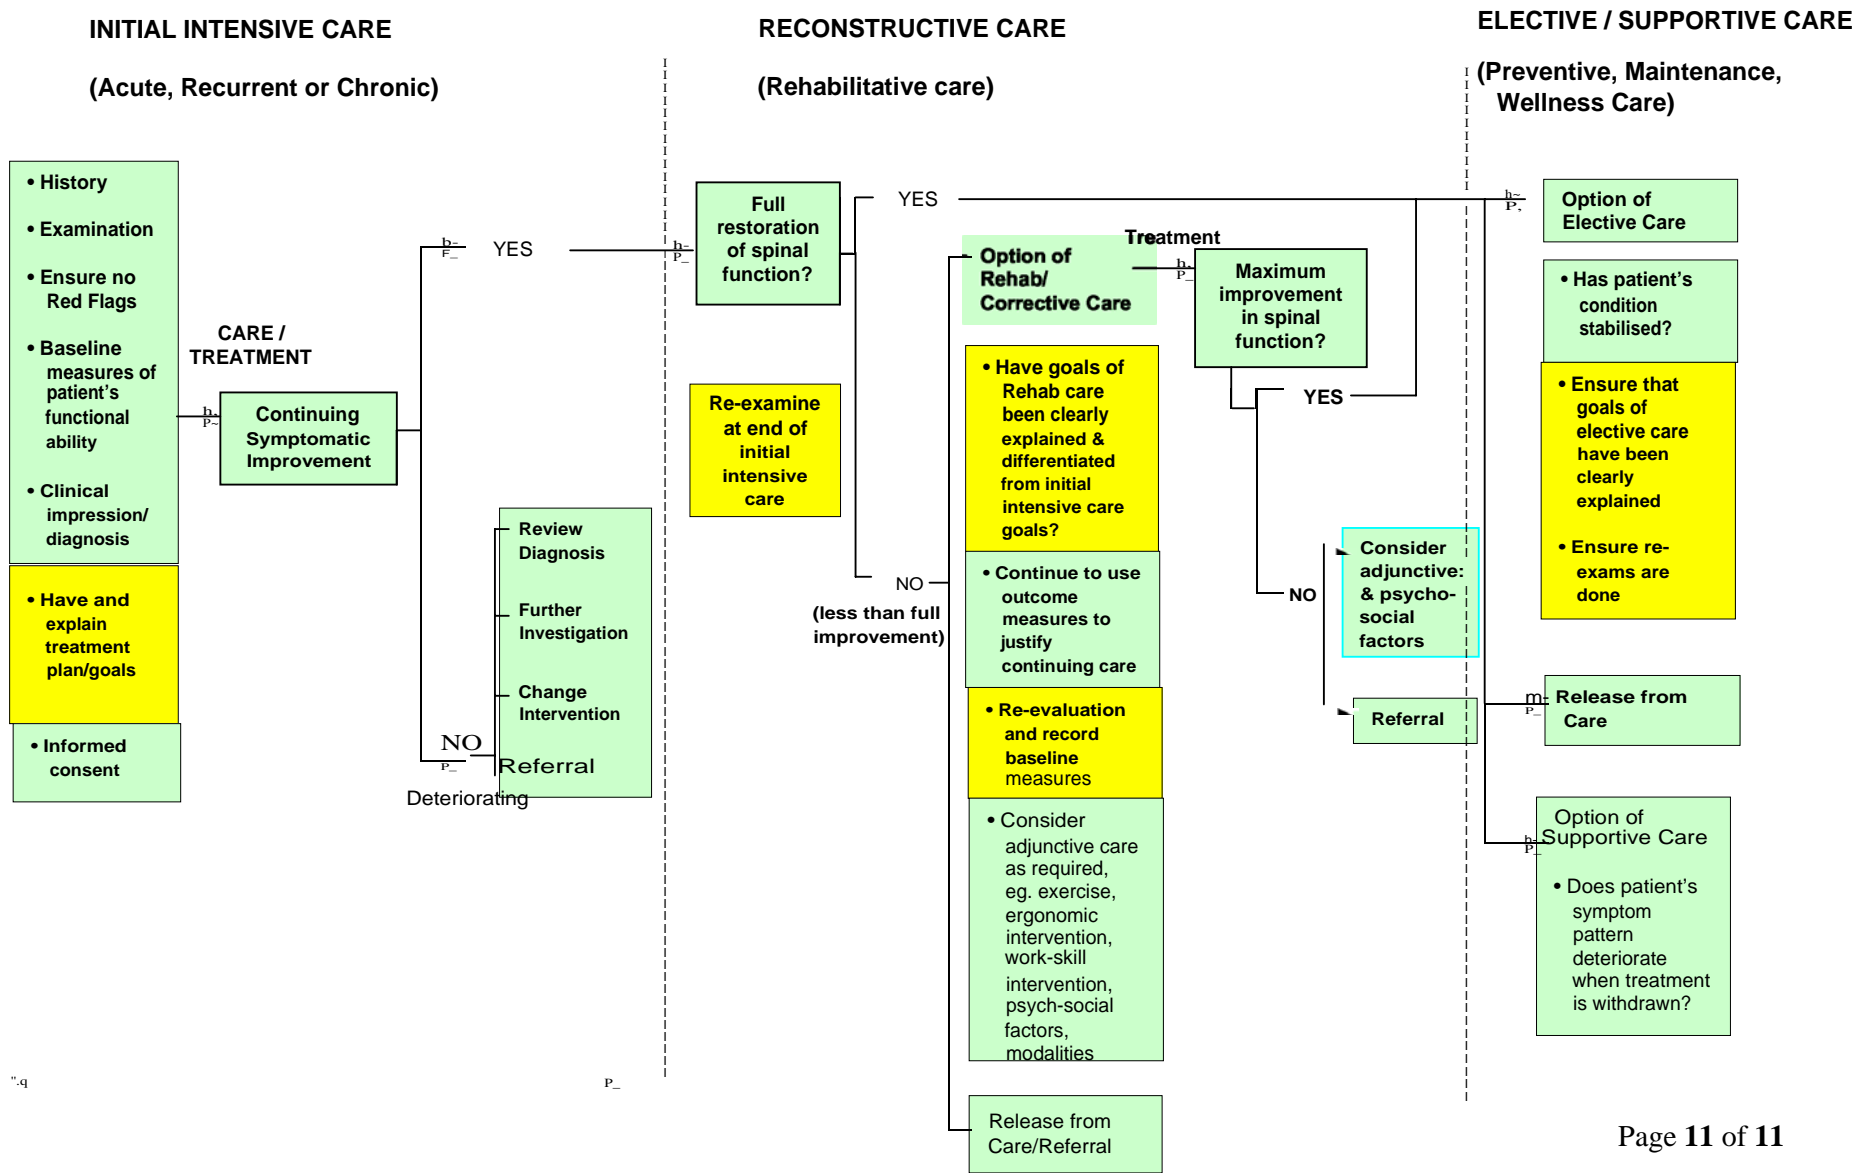 INITIAL INTENSIVE CARE
(Acute, Recurrent or Chronic)
RECONSTRUCTIVE CARE
(Rehabilitative care)
ELECTIVE / SUPPORTIVE CARE
(Preventive, Maintenance,
Wellness Care)
• History
• Examination
• Ensure no
Red Flags
• Baseline
measures of
patient's
functional
ability
• Clinical
impression/
diagnosis
• Have and
explain
treatment
plan/goals
• Informed
consent
CARE /
TREATMENT
Continuing
Symptomatic
Improvement
YES
NO
Deteriorating
Review
Diagnosis
Further
Investigation
Change
Intervention
Referral
Full
restoration
of spinal
function?
Re-examine
at end of
initial
intensive
care
YES
NO
(less than full
improvement)
Option of
Rehab/
Corrective Care
• Have goals of
Rehab care
been clearly
explained &
differentiated
from initial
intensive care
goals?
• Continue to use
outcome
measures to
justify
continuing care
• Re-evaluation
and record
baseline
measures
• Consider
adjunctive care
as required,
eg. exercise,
ergonomic
intervention,
work-skill
intervention,
psych-social
factors,
modalities
Release from
Care/Referral
Treatment
Maximum
improvement
in spinal
function?
YES
NO
Consider
adjunctive:
& psycho-
social
factors
Referral
Option of
Elective Care
• Has patient's
condition
stabilised?
• Ensure that
goals of
elective care
have been
clearly
explained
• Ensure re-
exams are
done
Release from
Care
Option of
Supportive Care
• Does patient's
symptom
pattern
deteriorate
when treatment
is withdrawn?
".q
P_
Page 11 of 11